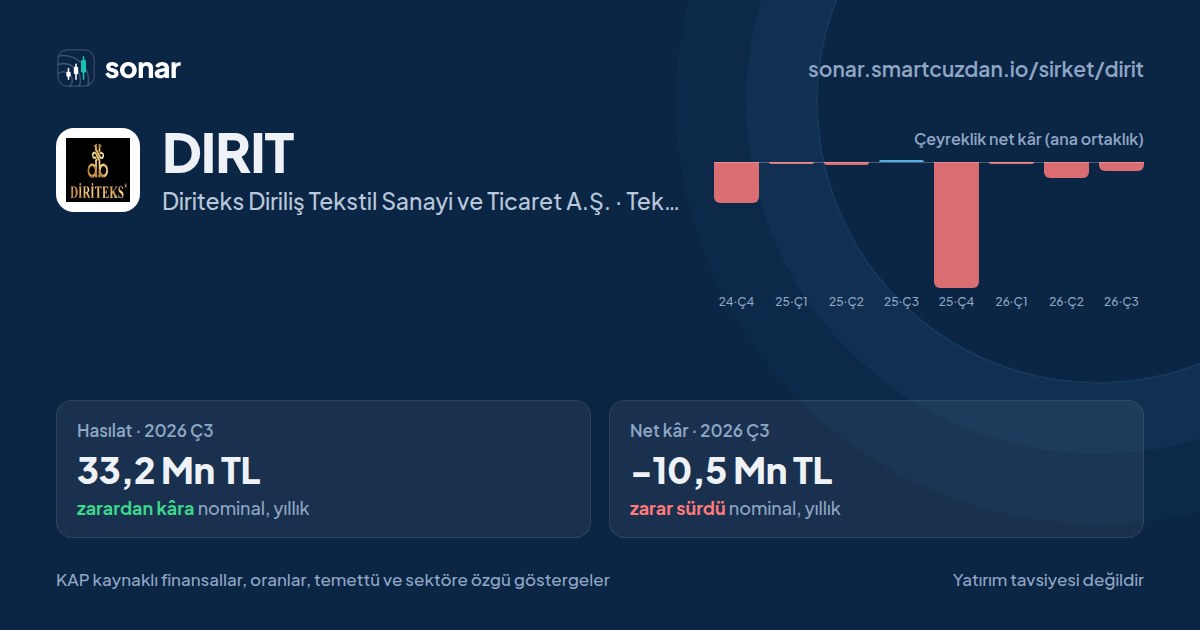 sonar
sonar.smartcuzdan.io/sirket/dirit
DİRİTEKS
DIRIT
Diriteks Diriliş Tekstil Sanayi ve Ticaret A.Ş. · Tek...
Çeyreklik net kâr (ana ortaklık)
24·Ç4 25·Ç1 25·Ç2 25·Ç3 25·Ç4 26·Ç1 26·Ç2 26·Ç3
Hasılat · 2026 Ç3
33,2 Mn TL
zarardan kâra nominal, yıllık
Net kâr · 2026 Ç3
−10,5 Mn TL
zarar sürdü nominal, yıllık
KAP kaynaklı finansallar, oranlar, temettü ve sektöre özgü göstergeler
Yatırım tavsiyesi değildir